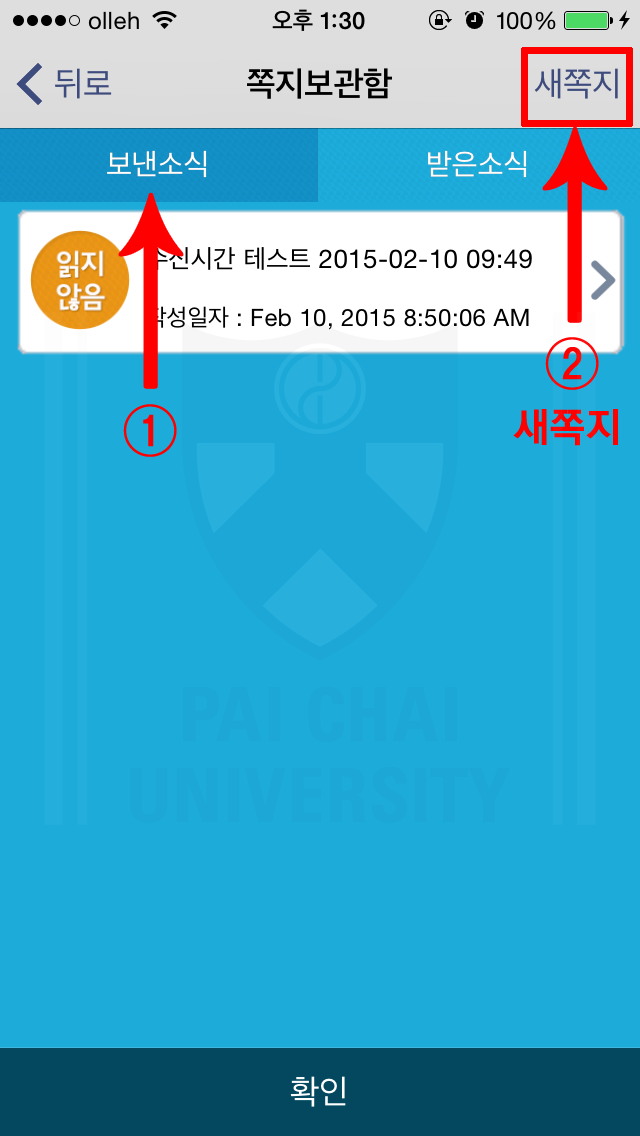 olleh 오후 1:30 100%
뒤로 쪽지보관함 새쪽지
보낸소식 받은소식
읽지
않음
수신시간 테스트 2015-02-10 09:49
작성일자 : Feb 10, 2015 8:50:06 AM
① ②
새쪽지
PAI CHAI
UNIVERSITY
확인